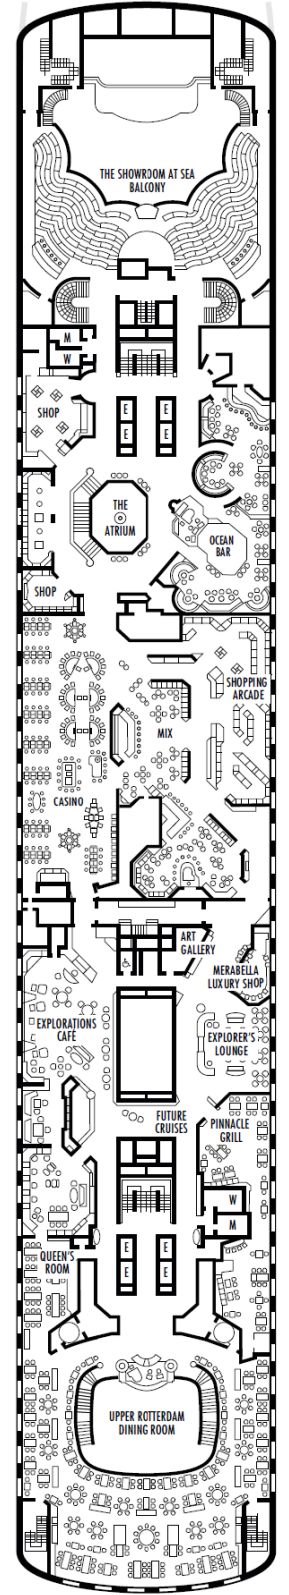 THE SHOWROOM AT SEA
BALCONY
M
W
SHOP
E
E
E
E
THE
ATRIUM
OCEAN
BAR
SHOP
SHOPPING
ARCADE
MIX
CASINO
ART
GALLERY
MERABELLA
LUXURY SHOP
EXPLORATIONS
CAFÉ
EXPLORER'S
LOUNGE
FUTURE
CRUISES
PINNACLE
GRILL
W
M
QUEEN'S
ROOM
E
E
E
E
UPPER ROTTERDAM
DINING ROOM